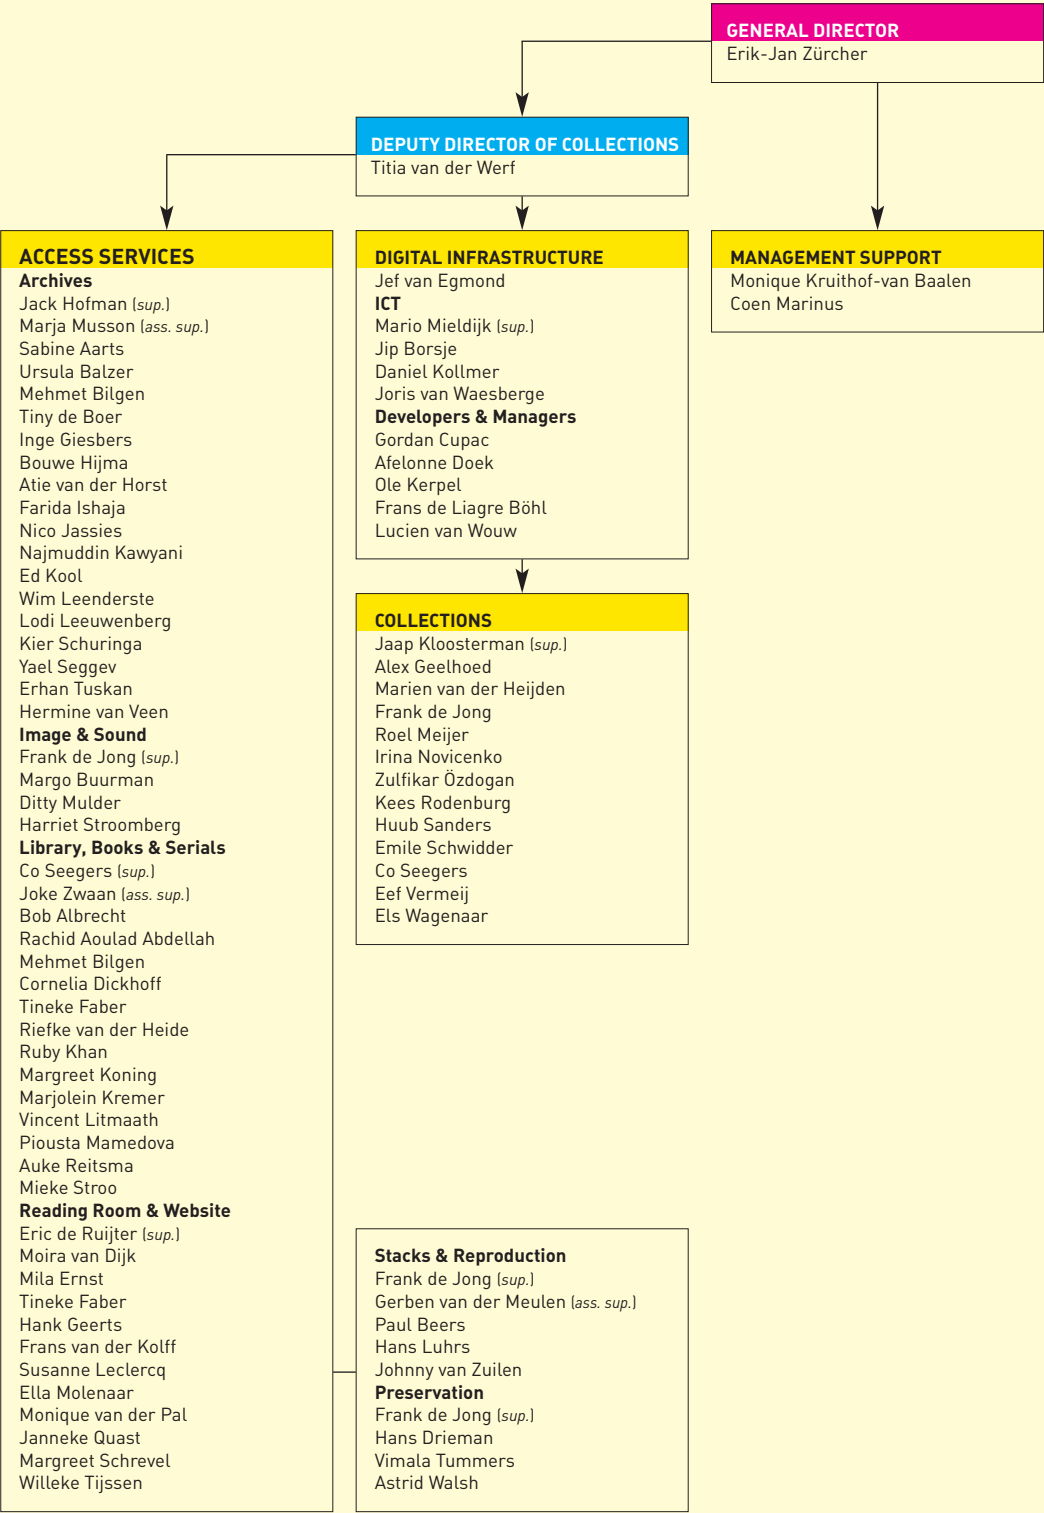 GENERAL DIRECTOR
Erik-Jan Zürcher
DEPUTY DIRECTOR OF COLLECTIONS
Titia van der Werf
ACCESS SERVICES
Archives
Jack Hofman (sup.)
Marja Musson (ass. sup.)
Sabine Aarts
Ursula Balzer
Mehmet Bilgen
Tiny de Boer
Inge Giesbers
Bouwe Hijma
Atie van der Horst
Farida Ishaja
Nico Jassies
Najmuddin Kawyani
Ed Kool
Wim Leenderste
Lodi Leeuwenberg
Kier Schuringa
Yael Seggev
Erhan Tuskan
Hermine van Veen
Image & Sound
Frank de Jong (sup.)
Margo Buurman
Ditty Mulder
Harriet Stroomberg
Library, Books & Serials
Co Seegers (sup.)
Joke Zwaan (ass. sup.)
Bob Albrecht
Rachid Aoulad Abdellah
Mehmet Bilgen
Cornelia Dickhoff
Tineke Faber
Riefke van der Heide
Ruby Khan
Margreet Koning
Marjolein Kremer
Vincent Litmaath
Piousta Mamedova
Auke Reitsma
Mieke Stroo
Reading Room & Website
Eric de Ruijter (sup.)
Moira van Dijk
Mila Ernst
Tineke Faber
Hank Geerts
Frans van der Kolff
Susanne Leclercq
Ella Molenaar
Monique van der Pal
Janneke Quast
Margreet Schrevel
Willeke Tijssen
DIGITAL INFRASTRUCTURE
Jef van Egmond
ICT
Mario Mieldijk (sup.)
Jip Borsje
Daniel Kollmer
Joris van Waesberge
Developers & Managers
Gordan Cupac
Afelonne Doek
Ole Kerpel
Frans de Liagre Böhl
Lucien van Wouw
COLLECTIONS
Jaap Kloosterman (sup.)
Alex Geelhoed
Marien van der Heijden
Frank de Jong
Roel Meijer
Irina Novicenko
Zulfikar Özdogan
Kees Rodenburg
Huub Sanders
Emile Schwidder
Co Seegers
Eef Vermeij
Els Wagenaar
Stacks & Reproduction
Frank de Jong (sup.)
Gerben van der Meulen (ass. sup.)
Paul Beers
Hans Luhrs
Johnny van Zuilen
Preservation
Frank de Jong (sup.)
Hans Drieman
Vimala Tummers
Astrid Walsh
MANAGEMENT SUPPORT
Monique Kruithof-van Baalen
Coen Marinus